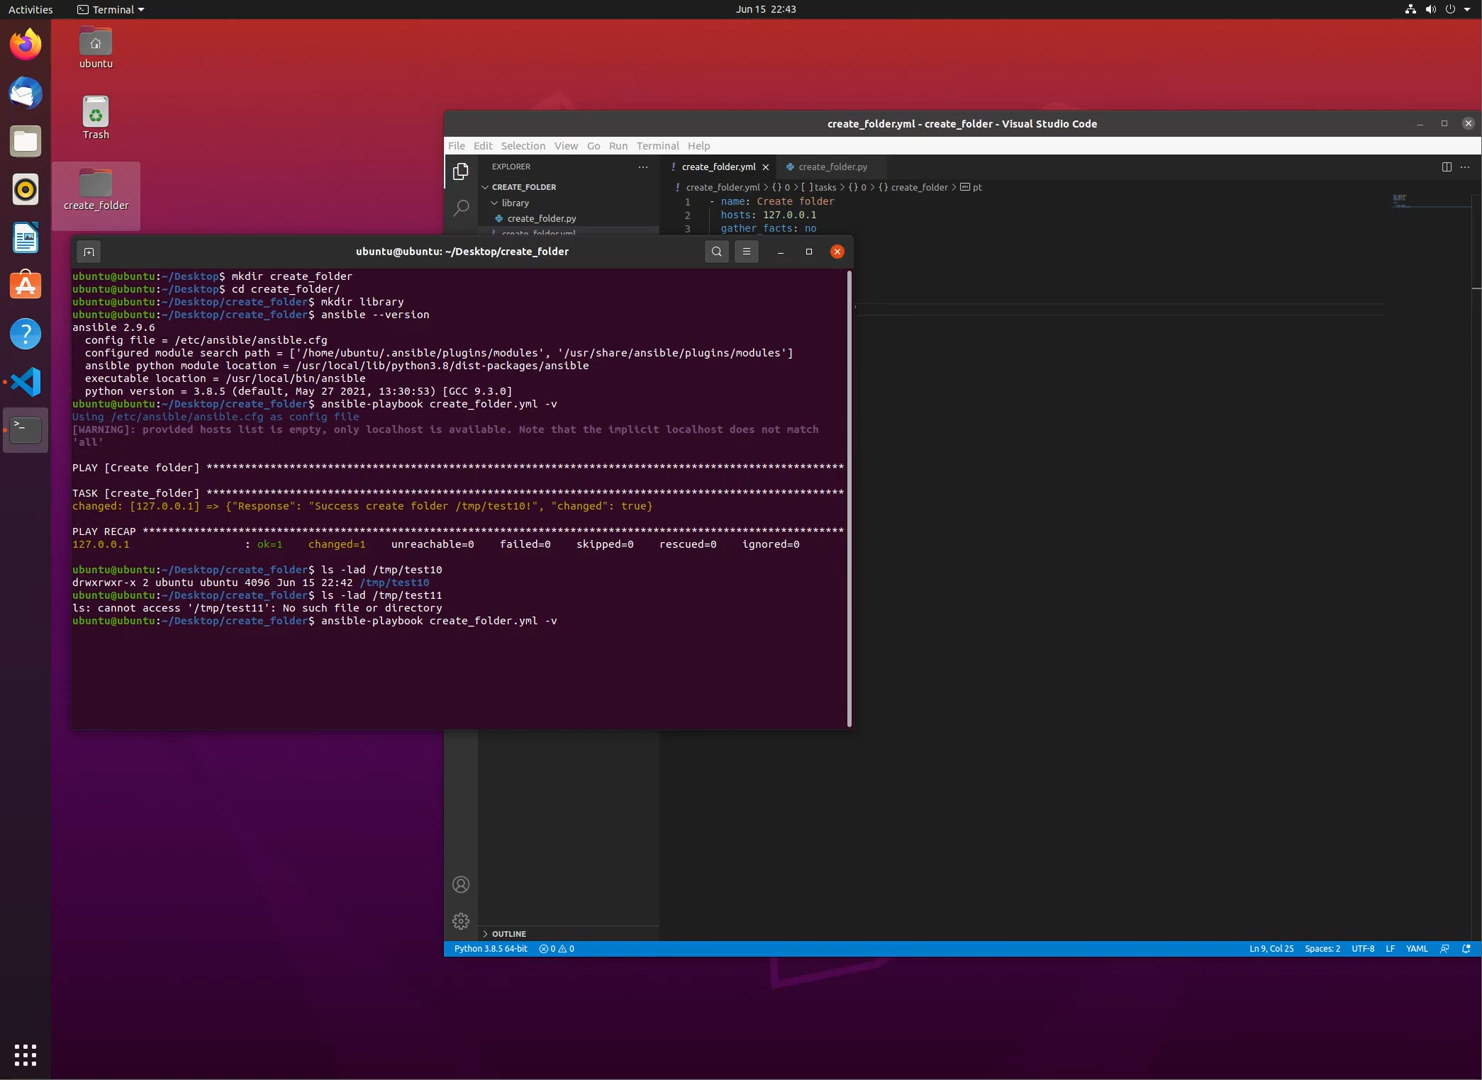 Activities
Terminal
Jun 15 22:43
ubuntu
Trash
create_folder
create_folder.yml - create_folder - Visual Studio Code
File Edit Selection View Go Run Terminal Help
EXPLORER
CREATE_FOLDER
library
create_folder.py
create_folder.yml
! create_folder.yml
create_folder.py
! create_folder.yml > {} 0 > [ ] tasks > {} 0 > {} create_folder > pt
1 - name: Create folder
2 hosts: 127.0.0.1
3 gather_facts: no
ubuntu@ubuntu: ~/Desktop/create_folder
ubuntu@ubuntu:~/Desktop$ mkdir create_folder
ubuntu@ubuntu:~/Desktop$ cd create_folder/
ubuntu@ubuntu:~/Desktop/create_folder$ mkdir library
ubuntu@ubuntu:~/Desktop/create_folder$ ansible --version
ansible 2.9.6
config file = /etc/ansible/ansible.cfg
configured module search path = ['/home/ubuntu/.ansible/plugins/modules', '/usr/share/ansible/plugins/modules']
ansible python module location = /usr/local/lib/python3.8/dist-packages/ansible
executable location = /usr/local/bin/ansible
python version = 3.8.5 (default, May 27 2021, 13:30:53) [GCC 9.3.0]
ubuntu@ubuntu:~/Desktop/create_folder$ ansible-playbook create_folder.yml -v
Using /etc/ansible/ansible.cfg as config file
[WARNING]: provided hosts list is empty, only localhost is available. Note that the implicit localhost does not match
'all'
PLAY [Create folder] ****************************************************************************************************
TASK [create_folder] ****************************************************************************************************
changed: [127.0.0.1] => {"Response": "Success create folder /tmp/test10!", "changed": true}
PLAY RECAP **************************************************************************************************************
127.0.0.1 : ok=1 changed=1 unreachable=0 failed=0 skipped=0 rescued=0 ignored=0
ubuntu@ubuntu:~/Desktop/create_folder$ ls -lad /tmp/test10
drwxrwxr-x 2 ubuntu ubuntu 4096 Jun 15 22:42 /tmp/test10
ubuntu@ubuntu:~/Desktop/create_folder$ ls -lad /tmp/test11
ls: cannot access '/tmp/test11': No such file or directory
ubuntu@ubuntu:~/Desktop/create_folder$ ansible-playbook create_folder.yml -v
OUTLINE
Python 3.8.5 64-bit 0 0 Ln 9, Col 25 Spaces: 2 UTF-8 LF YAML